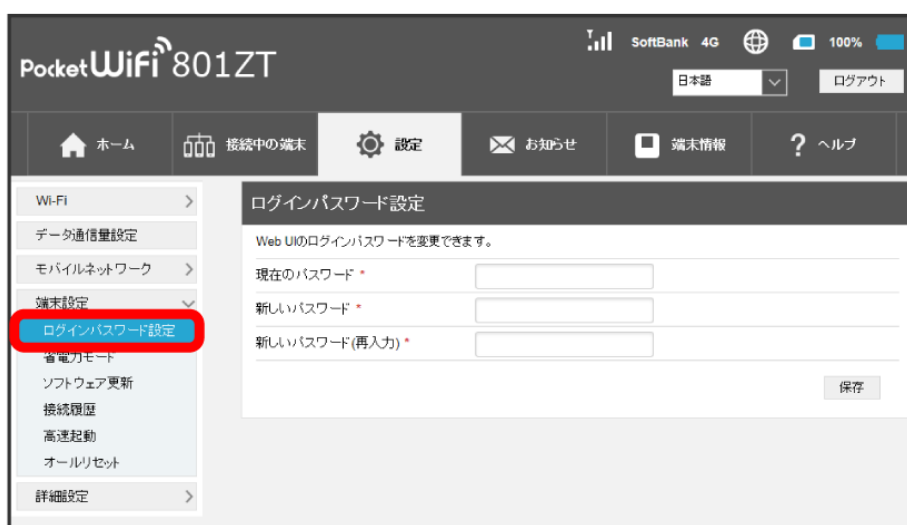 Pocket WiFi 801ZT
SoftBank 4G 100%
日本語 ログアウト
ホーム 接続中の端末 設定 お知らせ 端末情報 ? ヘルプ
Wi-Fi
データ通信量設定
モバイルネットワーク
端末設定
ログインパスワード設定
省電力モード
ソフトウェア更新
接続履歴
高速起動
オールリセット
詳細設定
ログインパスワード設定
Web UIのログインパスワードを変更できます。
現在のパスワード *
新しいパスワード *
新しいパスワード(再入力) *
保存